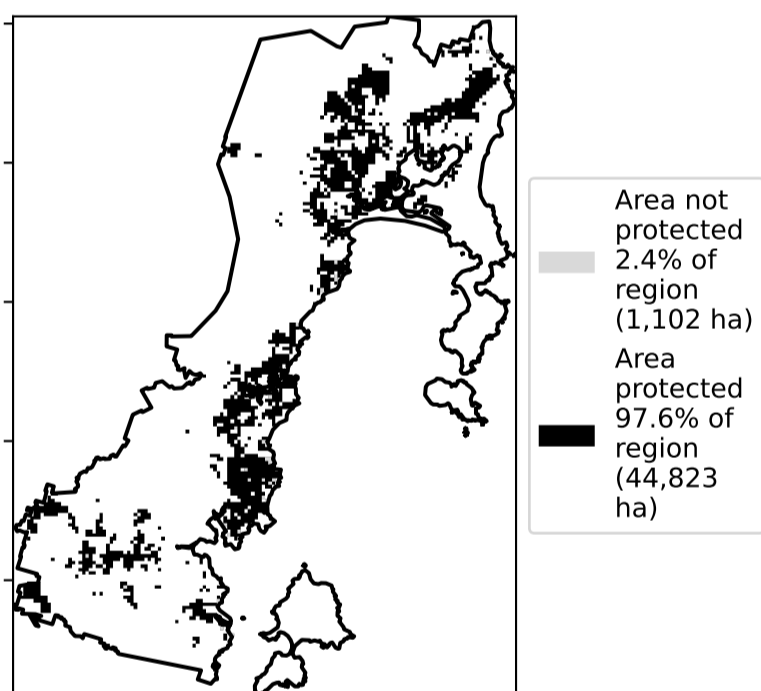 Area not
protected
2.4% of
region
(1,102 ha)
Area
protected
97.6% of
region
(44,823
ha)